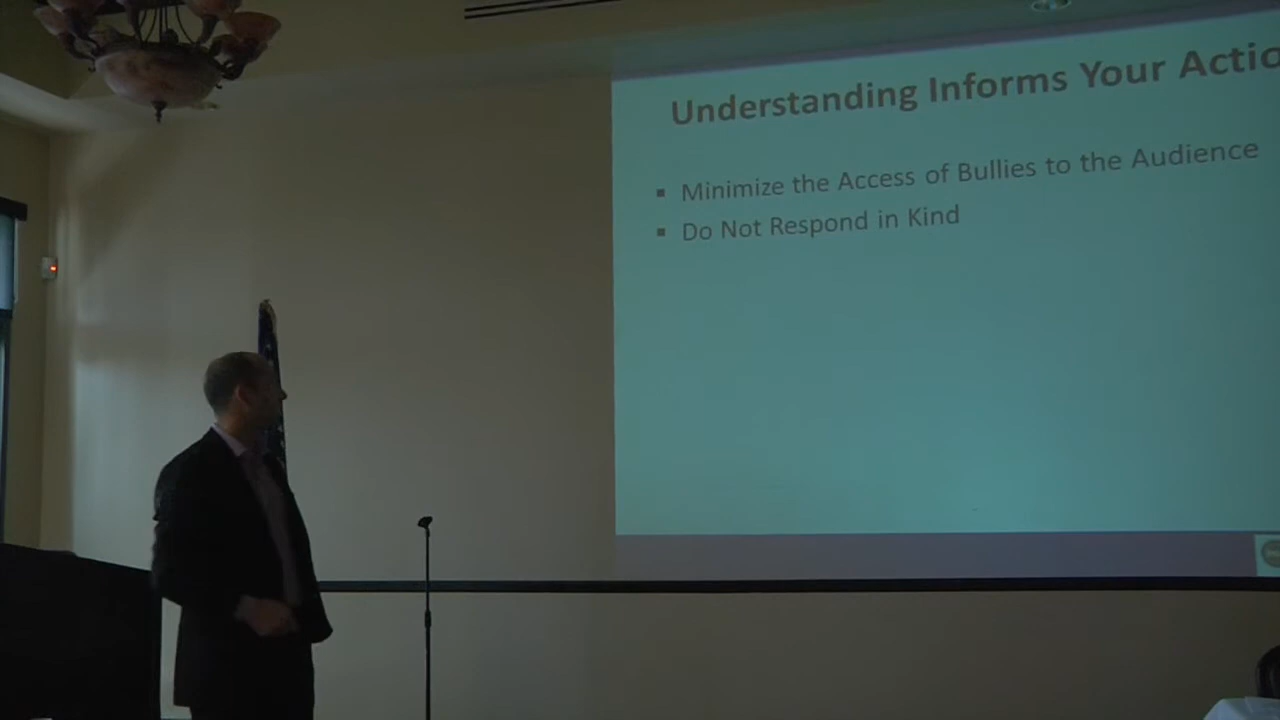 Understanding Informs Your Actio
▪ Minimize the Access of Bullies to the Audience
▪ Do Not Respond in Kind